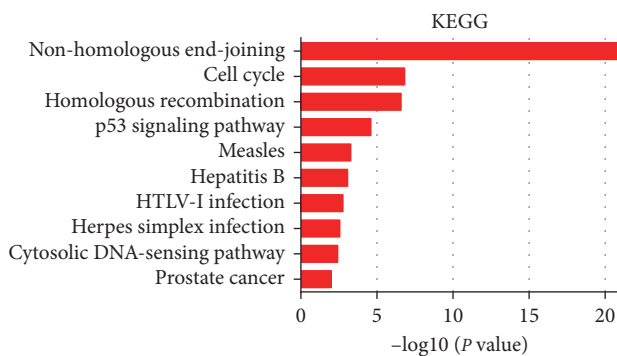 KEGG
Non-homologous end-joining
Cell cycle
Homologous recombination
p53 signaling pathway
Measles
Hepatitis B
HTLV-I infection
Herpes simplex infection
Cytosolic DNA-sensing pathway
Prostate cancer
0 5 10 15 20
–log10 (P value)